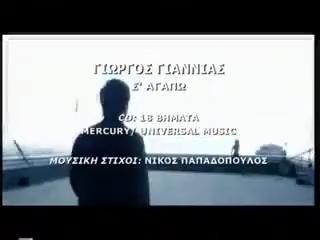 ΓΙΩΡΓΟΣ ΓΙΑΝΝΙΑΣ
Σ' ΑΓΑΠΩ
CD: 18 ΒΗΜΑΤΑ
MERCURY/ UNIVERSAL MUSIC
ΜΟΥΣΙΚΗ ΣΤΙΧΟΙ: ΝΙΚΟΣ ΠΑΠΑΔΟΠΟΥΛΟΣ